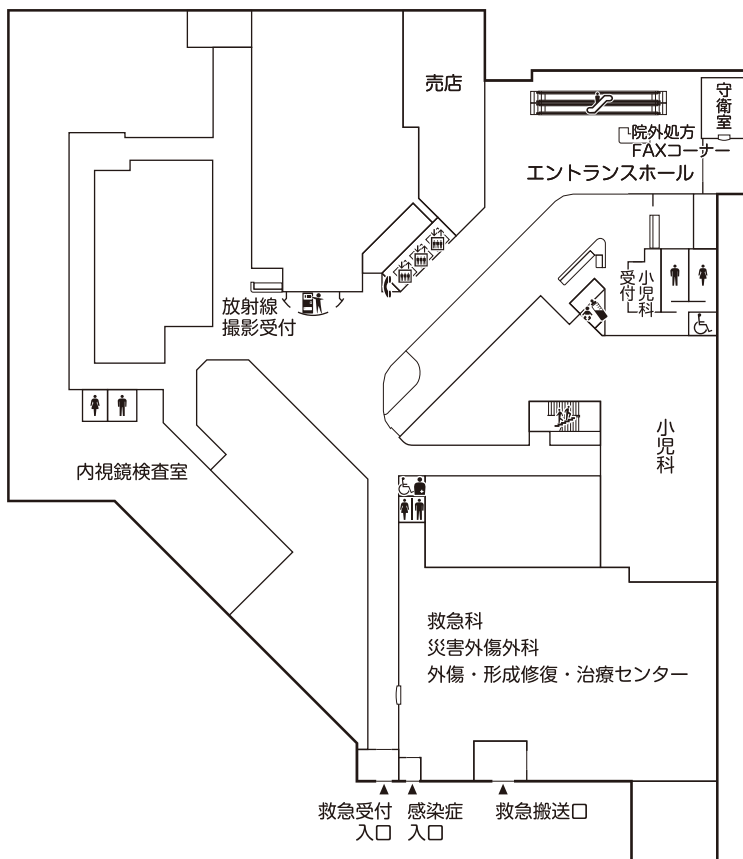 売店
守衛室
院外処方
FAXコーナー
エントランスホール
小児科
受付
放射線
撮影受付
小児科
内視鏡検査室
救急科
災害外傷外科
外傷・形成修復・治療センター
救急受付
入口
感染症
入口
救急搬送口